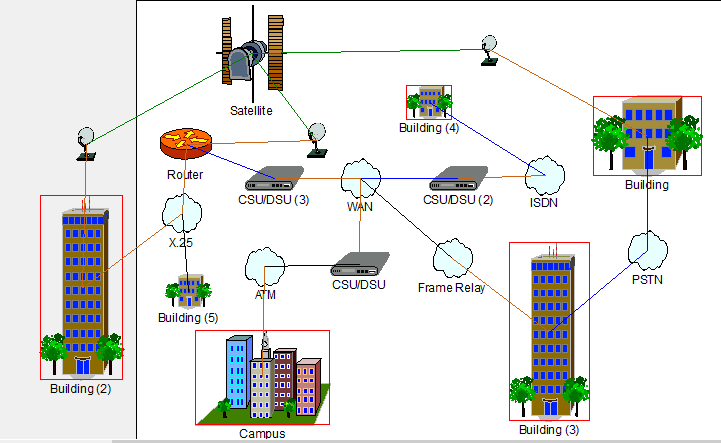 Satellite
Building (4)
Router
Building
CSU/DSU (3)
WAN
CSU/DSU (2)
ISDN
X.25
ATM
CSU/DSU
Frame Relay
PSTN
Building (5)
Building (2)
Campus
Building (3)